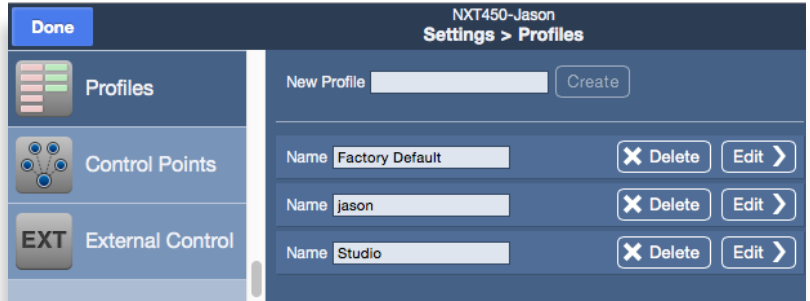 NXT450-Jason
Done
Settings > Profiles
Profiles
New Profile
Create
Name Factory Default
Delete
Edit
Control Points
Name jason
Delete
Edit
EXT
External Control
Name Studio
Delete
Edit